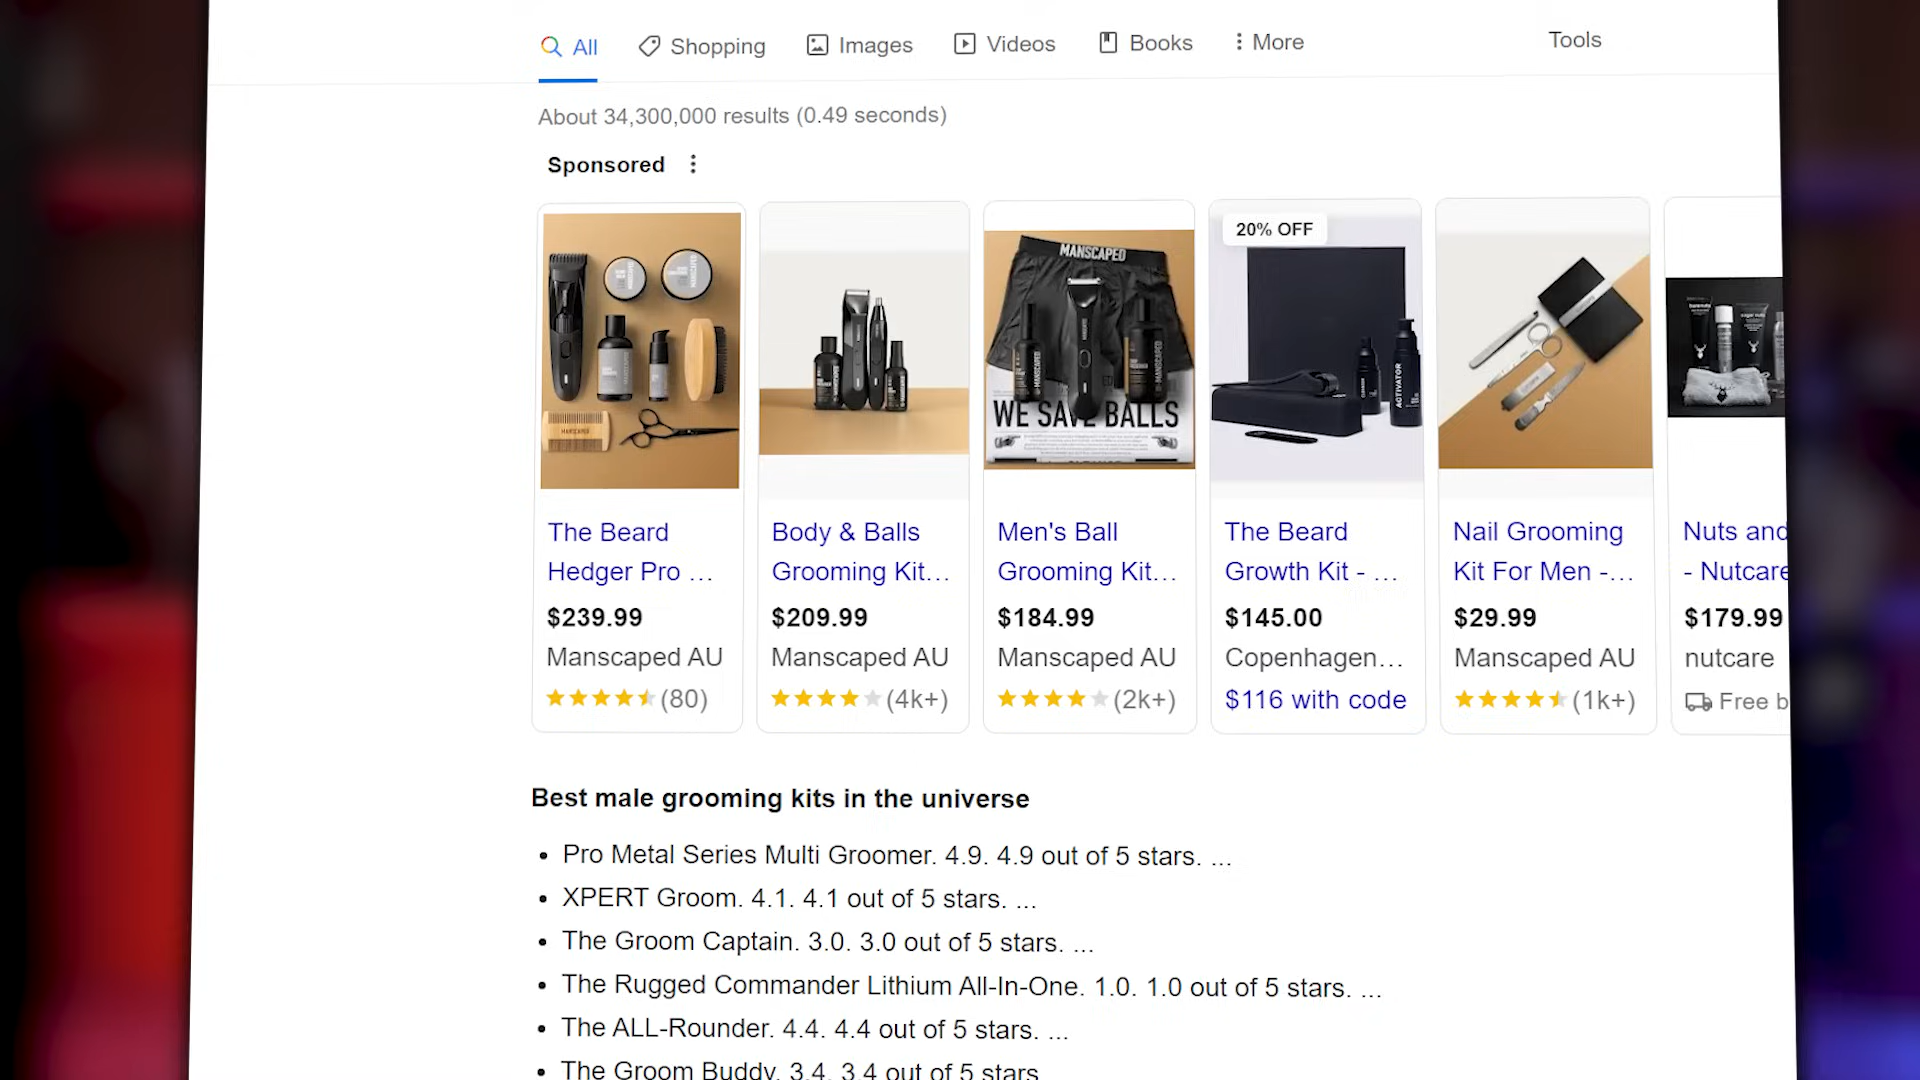 All
Shopping
Images
Videos
Books
More
Tools
About 34,300,000 results (0.49 seconds)
Sponsored
MANSCAPED
WE SAVE BALLS
20% OFF
ACTIVATOR
The Beard
Hedger Pro ...
$239.99
Manscaped AU
(80)
Body & Balls
Grooming Kit...
$209.99
Manscaped AU
(4k+)
Men's Ball
Grooming Kit...
$184.99
Manscaped AU
(2k+)
The Beard
Growth Kit - ...
$145.00
Copenhagen...
$116 with code
Nail Grooming
Kit For Men -...
$29.99
Manscaped AU
(1k+)
Nuts and
- Nutcare
$179.99
nutcare
Free b
Best male grooming kits in the universe
• Pro Metal Series Multi Groomer. 4.9. 4.9 out of 5 stars. ...
• XPERT Groom. 4.1. 4.1 out of 5 stars. ...
• The Groom Captain. 3.0. 3.0 out of 5 stars. ...
• The Rugged Commander Lithium All-In-One. 1.0. 1.0 out of 5 stars. ...
• The ALL-Rounder. 4.4. 4.4 out of 5 stars. ...
• The Groom Buddy. 3.4. 3.4 out of 5 stars